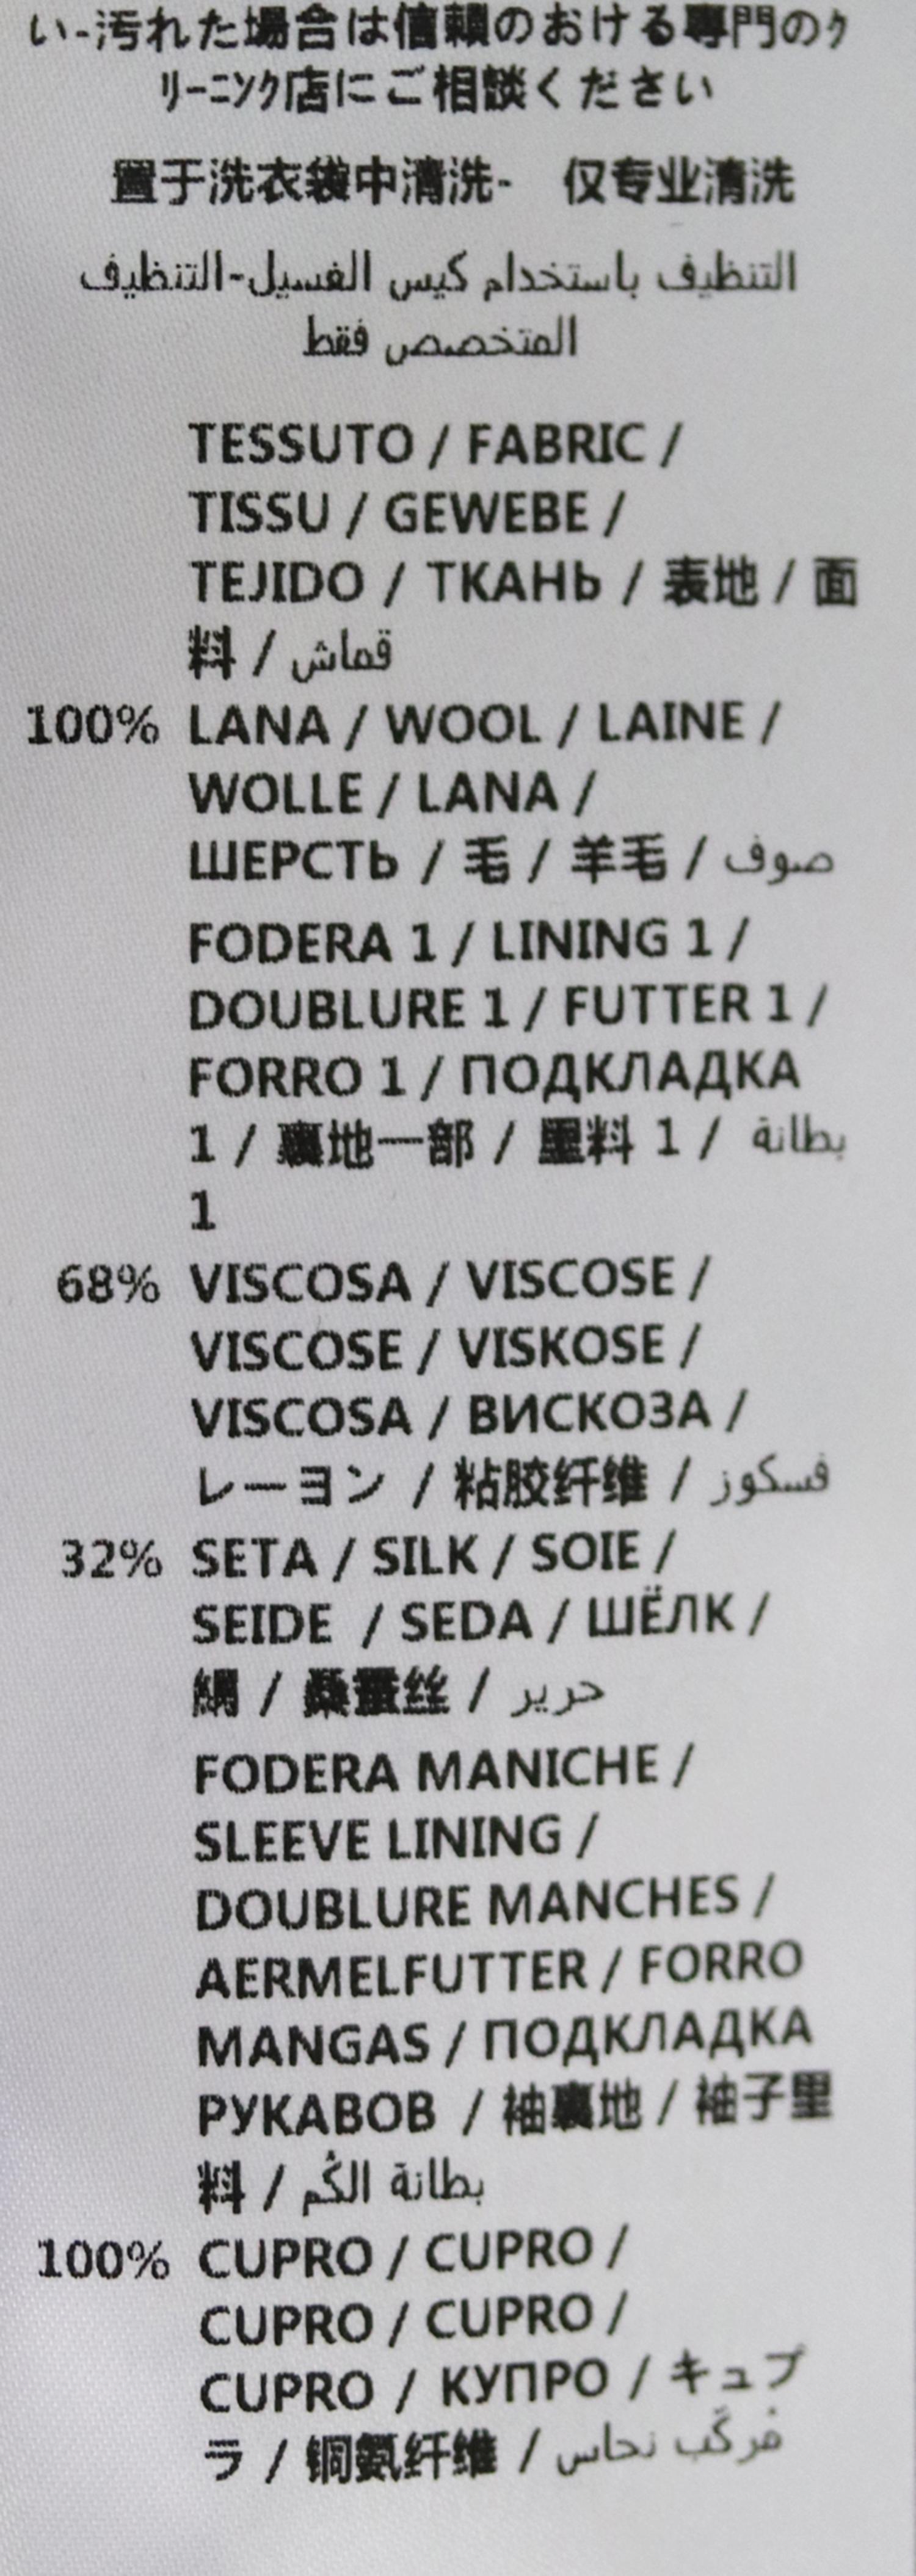 い-汚れた場合は信頼のおける専門のｸ
ﾘｰﾆﾝｸ店にご相談ください
置于洗衣袋中清洗- 仅专业清洗
التنظيف باستخدام كيس الغسيل-التنظيف
المتخصص فقط
TESSUTO / FABRIC /
TISSU / GEWEBE /
TEJIDO / ТКАНЬ / 表地 / 面
料 / قماش
100% LANA / WOOL / LAINE /
WOLLE / LANA /
ШЕРСТЬ / 毛 / 羊毛 / صوف
FODERA 1 / LINING 1 /
DOUBLURE 1 / FUTTER 1 /
FORRO 1 / ПОДКЛАДКА
1 / 裏地一部 / 里料 1 / بطانة
1
68% VISCOSA / VISCOSE /
VISCOSE / VISKOSE /
VISCOSA / ВИСКОЗА /
レーヨン / 粘胶纤维 / فسكوز
32% SETA / SILK / SOIE /
SEIDE / SEDA / ШЁЛК /
絹 / 桑蚕丝 / حرير
FODERA MANICHE /
SLEEVE LINING /
DOUBLURE MANCHES /
AERMELFUTTER / FORRO
MANGAS / ПОДКЛАДКА
РУКАВОВ / 袖裏地 / 袖子里
料 / بطانة الكُم
100% CUPRO / CUPRO /
CUPRO / CUPRO /
CUPRO / КУПРО / キュプ
ラ / 铜氨纤维 / مُركَّب نحاس